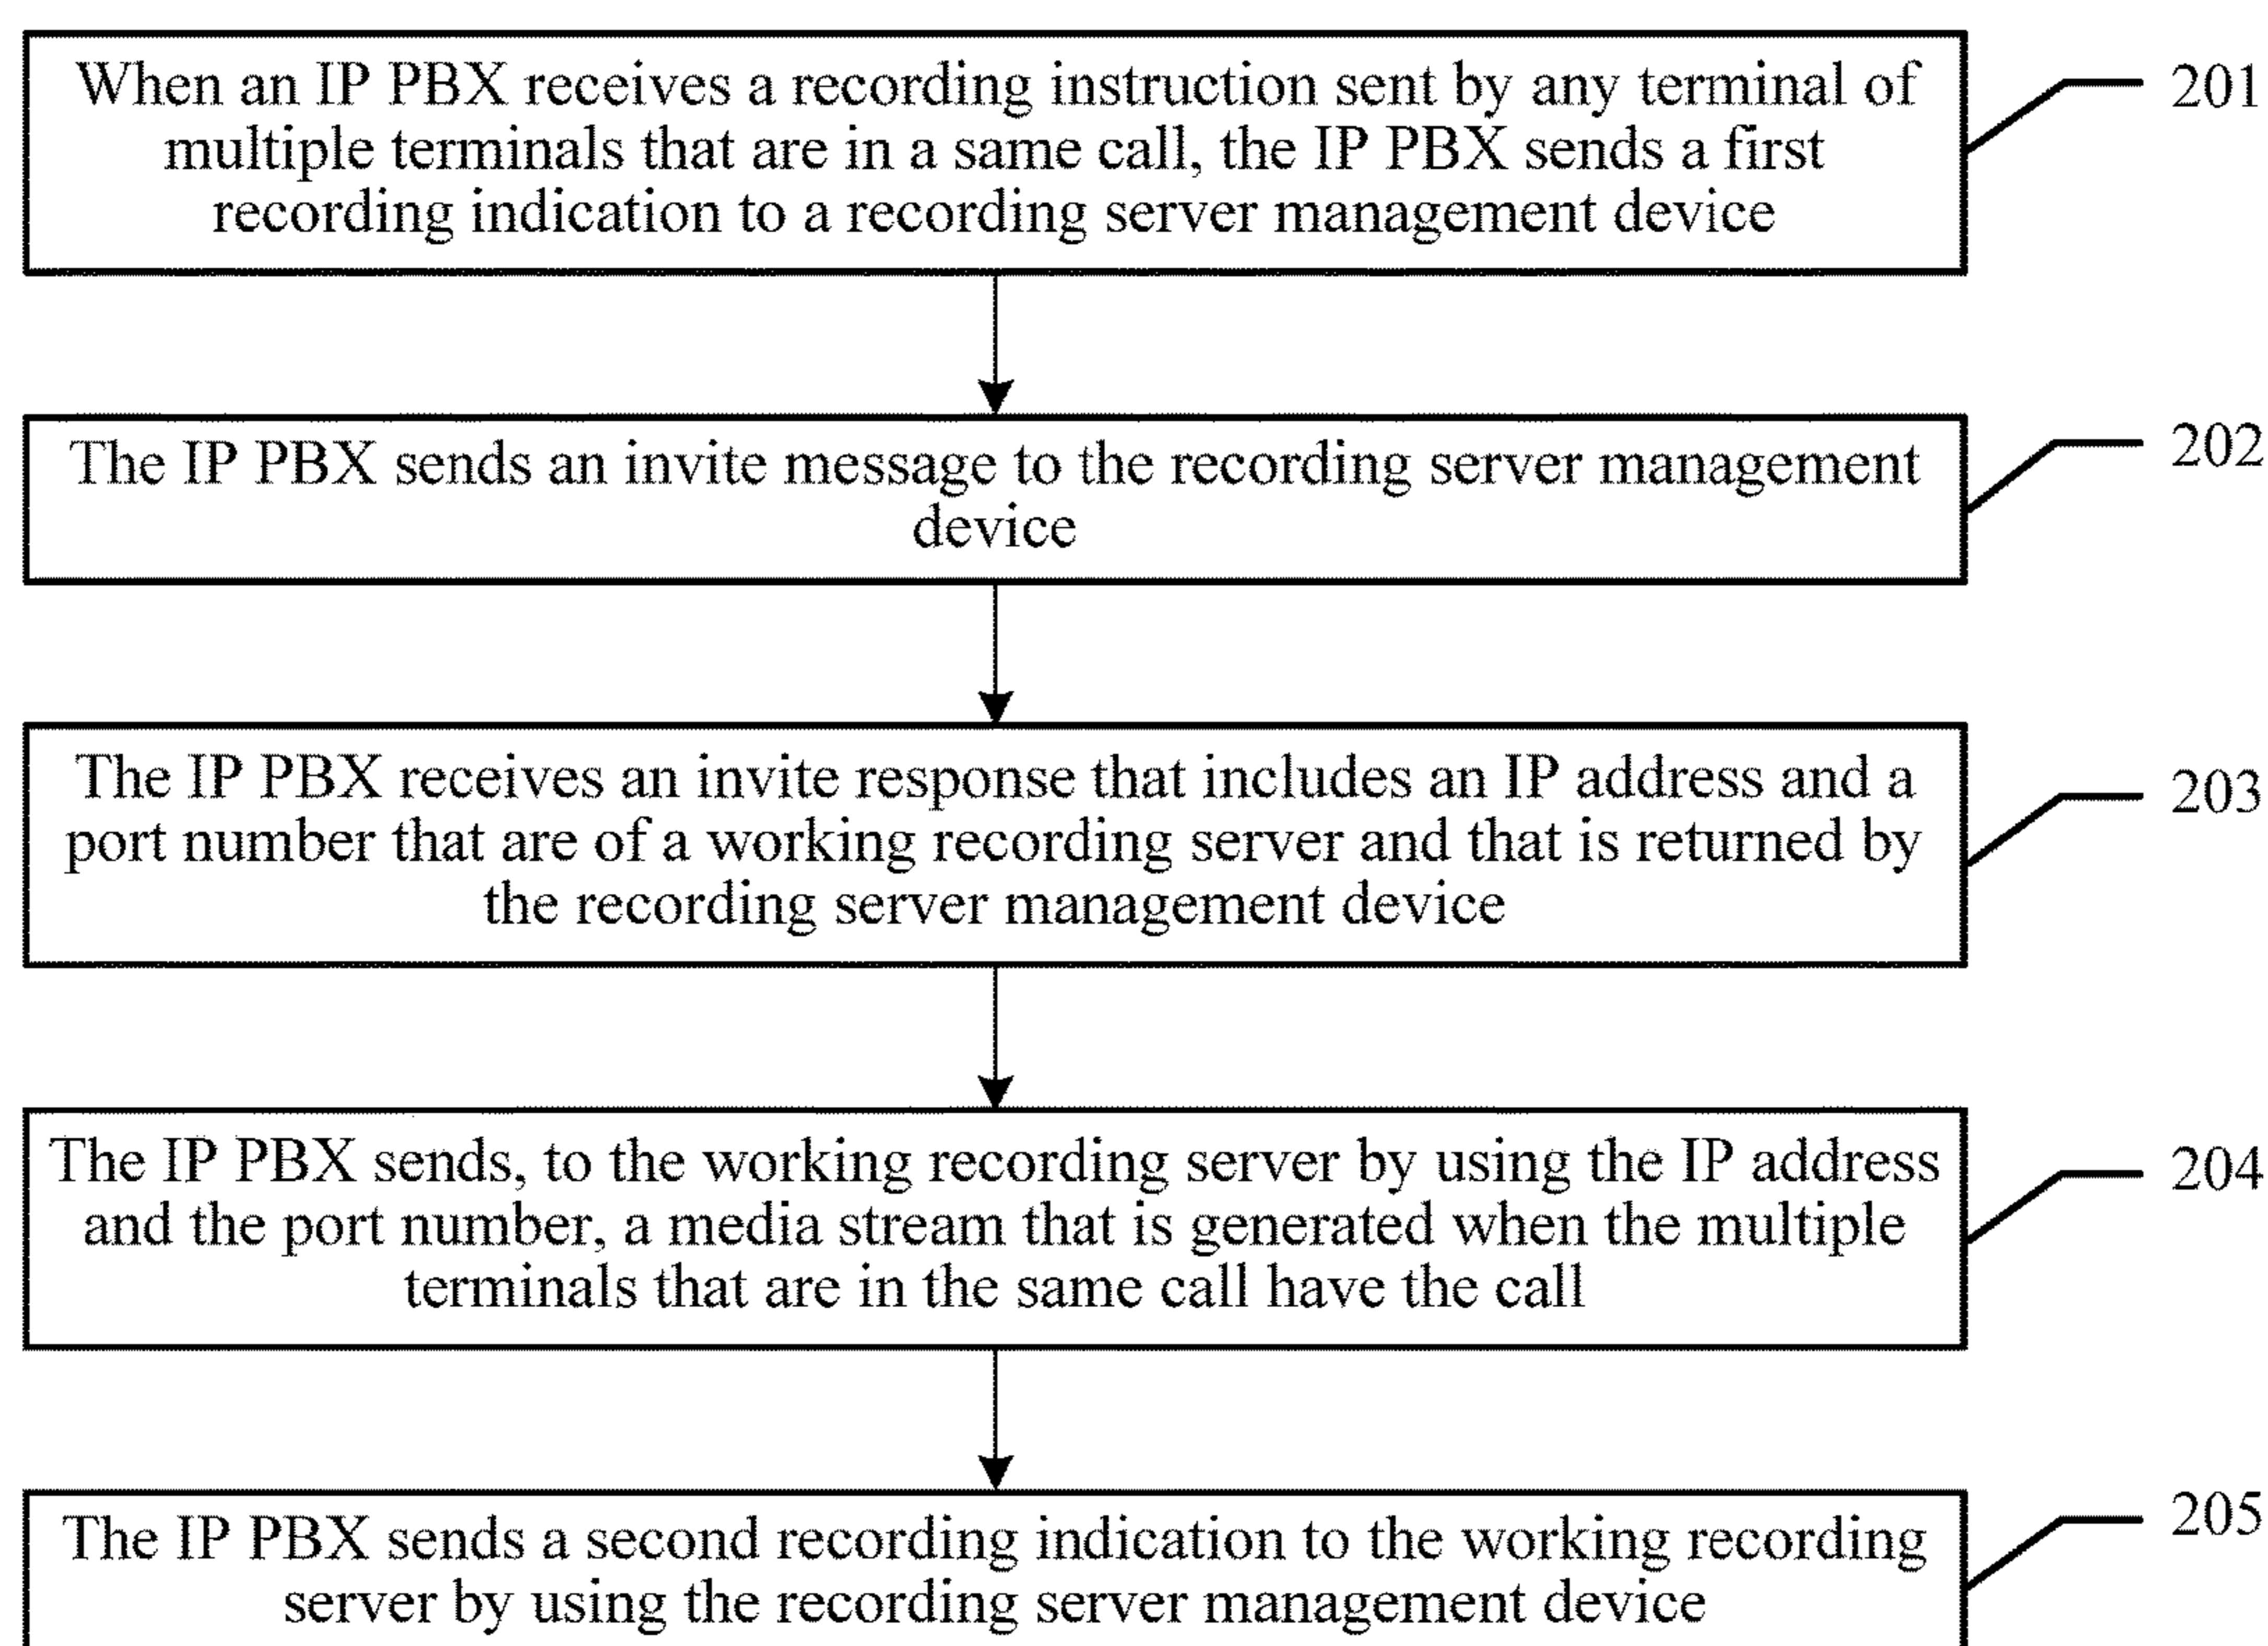 When an IP PBX receives a recording instruction sent by any terminal of
multiple terminals that are in a same call, the IP PBX sends a first
recording indication to a recording server management device
201
The IP PBX sends an invite message to the recording server management
device
202
The IP PBX receives an invite response that includes an IP address and a
port number that are of a working recording server and that is returned by
the recording server management device
203
The IP PBX sends, to the working recording server by using the IP address
and the port number, a media stream that is generated when the multiple
terminals that are in the same call have the call
204
The IP PBX sends a second recording indication to the working recording
server by using the recording server management device
205